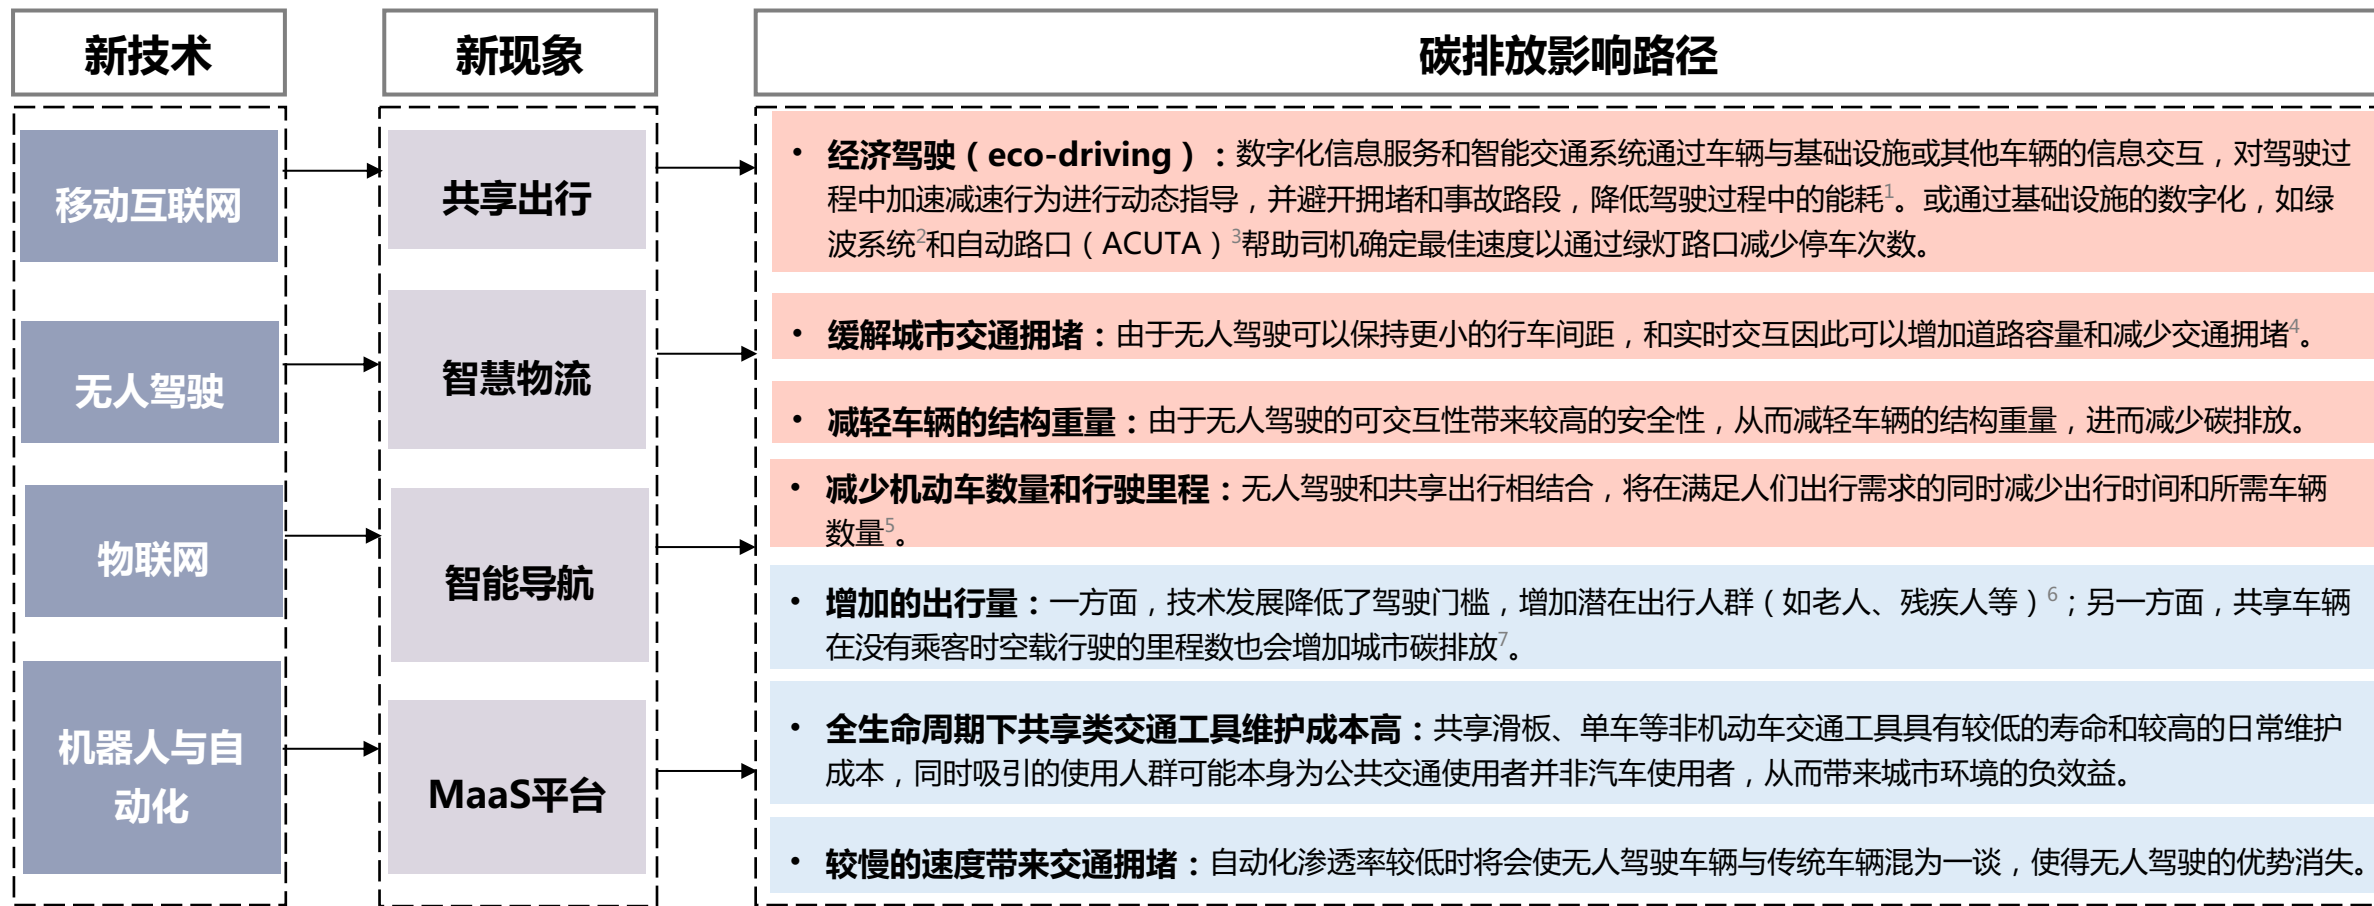 新技术
新现象
碳排放影响路径
移动互联网
无人驾驶
物联网
机器人与自
动化
共享出行
智慧物流
智能导航
MaaS平台
• 经济驾驶（eco-driving）：数字化信息服务和智能交通系统通过车辆与基础设施或其他车辆的信息交互，对驾驶过
程中加速减速行为进行动态指导，并避开拥堵和事故路段，降低驾驶过程中的能耗1。或通过基础设施的数字化，如绿
波系统2和自动路口（ACUTA）3帮助司机确定最佳速度以通过绿灯路口减少停车次数。
• 缓解城市交通拥堵：由于无人驾驶可以保持更小的行车间距，和实时交互因此可以增加道路容量和减少交通拥堵4。
• 减轻车辆的结构重量：由于无人驾驶的可交互性带来较高的安全性，从而减轻车辆的结构重量，进而减少碳排放。
• 减少机动车数量和行驶里程：无人驾驶和共享出行相结合，将在满足人们出行需求的同时减少出行时间和所需车辆
数量5。
• 增加的出行量：一方面，技术发展降低了驾驶门槛，增加潜在出行人群（如老人、残疾人等）6；另一方面，共享车辆
在没有乘客时空载行驶的里程数也会增加城市碳排放7。
• 全生命周期下共享类交通工具维护成本高：共享滑板、单车等非机动车交通工具具有较低的寿命和较高的日常维护
成本，同时吸引的使用人群可能本身为公共交通使用者并非汽车使用者，从而带来城市环境的负效益。
• 较慢的速度带来交通拥堵：自动化渗透率较低时将会使无人驾驶车辆与传统车辆混为一谈，使得无人驾驶的优势消失。